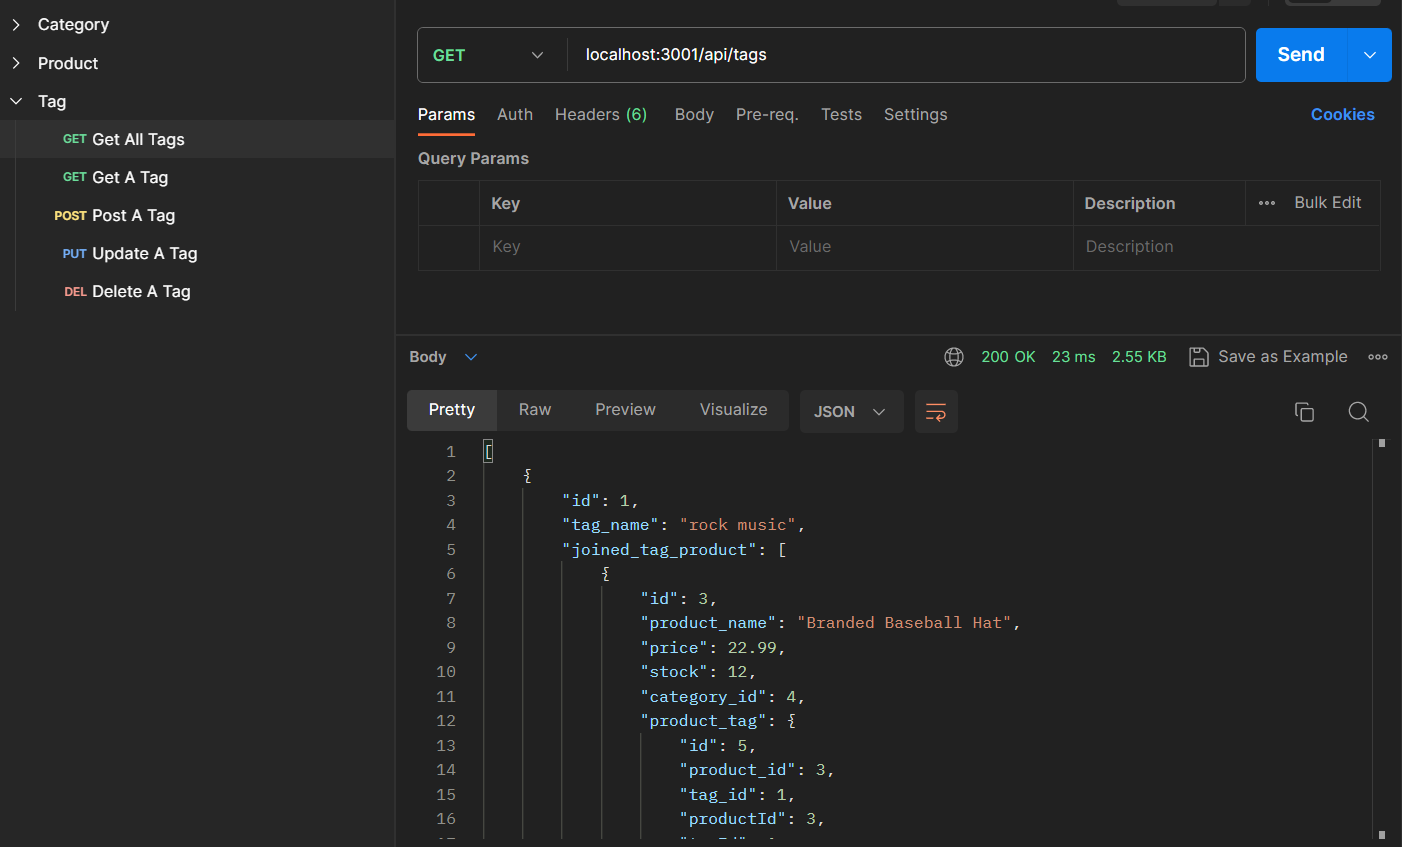 Category
Product
Tag
GET Get All Tags
GET Get A Tag
POST Post A Tag
PUT Update A Tag
DEL Delete A Tag
GET localhost:3001/api/tags Send
Params Auth Headers (6) Body Pre-req. Tests Settings Cookies
Query Params
Key Value Description Bulk Edit
Key Value Description
Body 200 OK 23 ms 2.55 KB Save as Example
Pretty Raw Preview Visualize JSON
1 [
2 {
3 "id": 1,
4 "tag_name": "rock music",
5 "joined_tag_product": [
6 {
7 "id": 3,
8 "product_name": "Branded Baseball Hat",
9 "price": 22.99,
10 "stock": 12,
11 "category_id": 4,
12 "product_tag": {
13 "id": 5,
14 "product_id": 3,
15 "tag_id": 1,
16 "productId": 3,